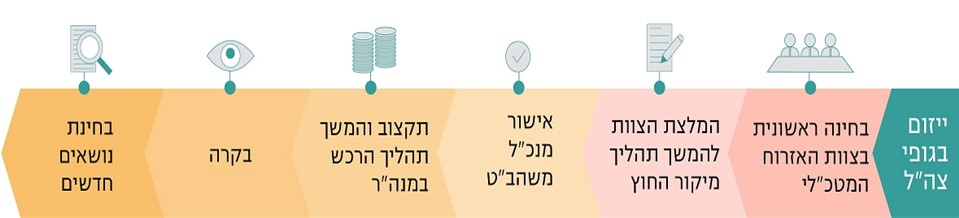 ייזום
בגופי
צה"ל
בחינה ראשונית
בצוות האזרוח
המטכ"לי
המלצת הצוות
להמשך תהליך
מיקור החוץ
אישור
מנכ"ל
משהב"ט
תקצוב והמשך
תהליך הרכש
במנה"ר
בקרה
בחינת
נושאים
חדשים